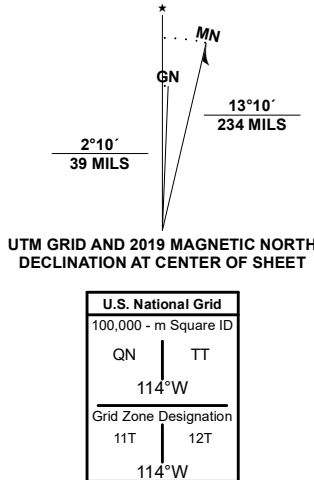 ★
MN
GN
13°10´
234 MILS
2°10´
39 MILS
UTM GRID AND 2019 MAGNETIC NORTH
DECLINATION AT CENTER OF SHEET
U.S. National Grid
100,000 - m Square ID
QN TT
114°W
Grid Zone Designation
11T 12T
114°W